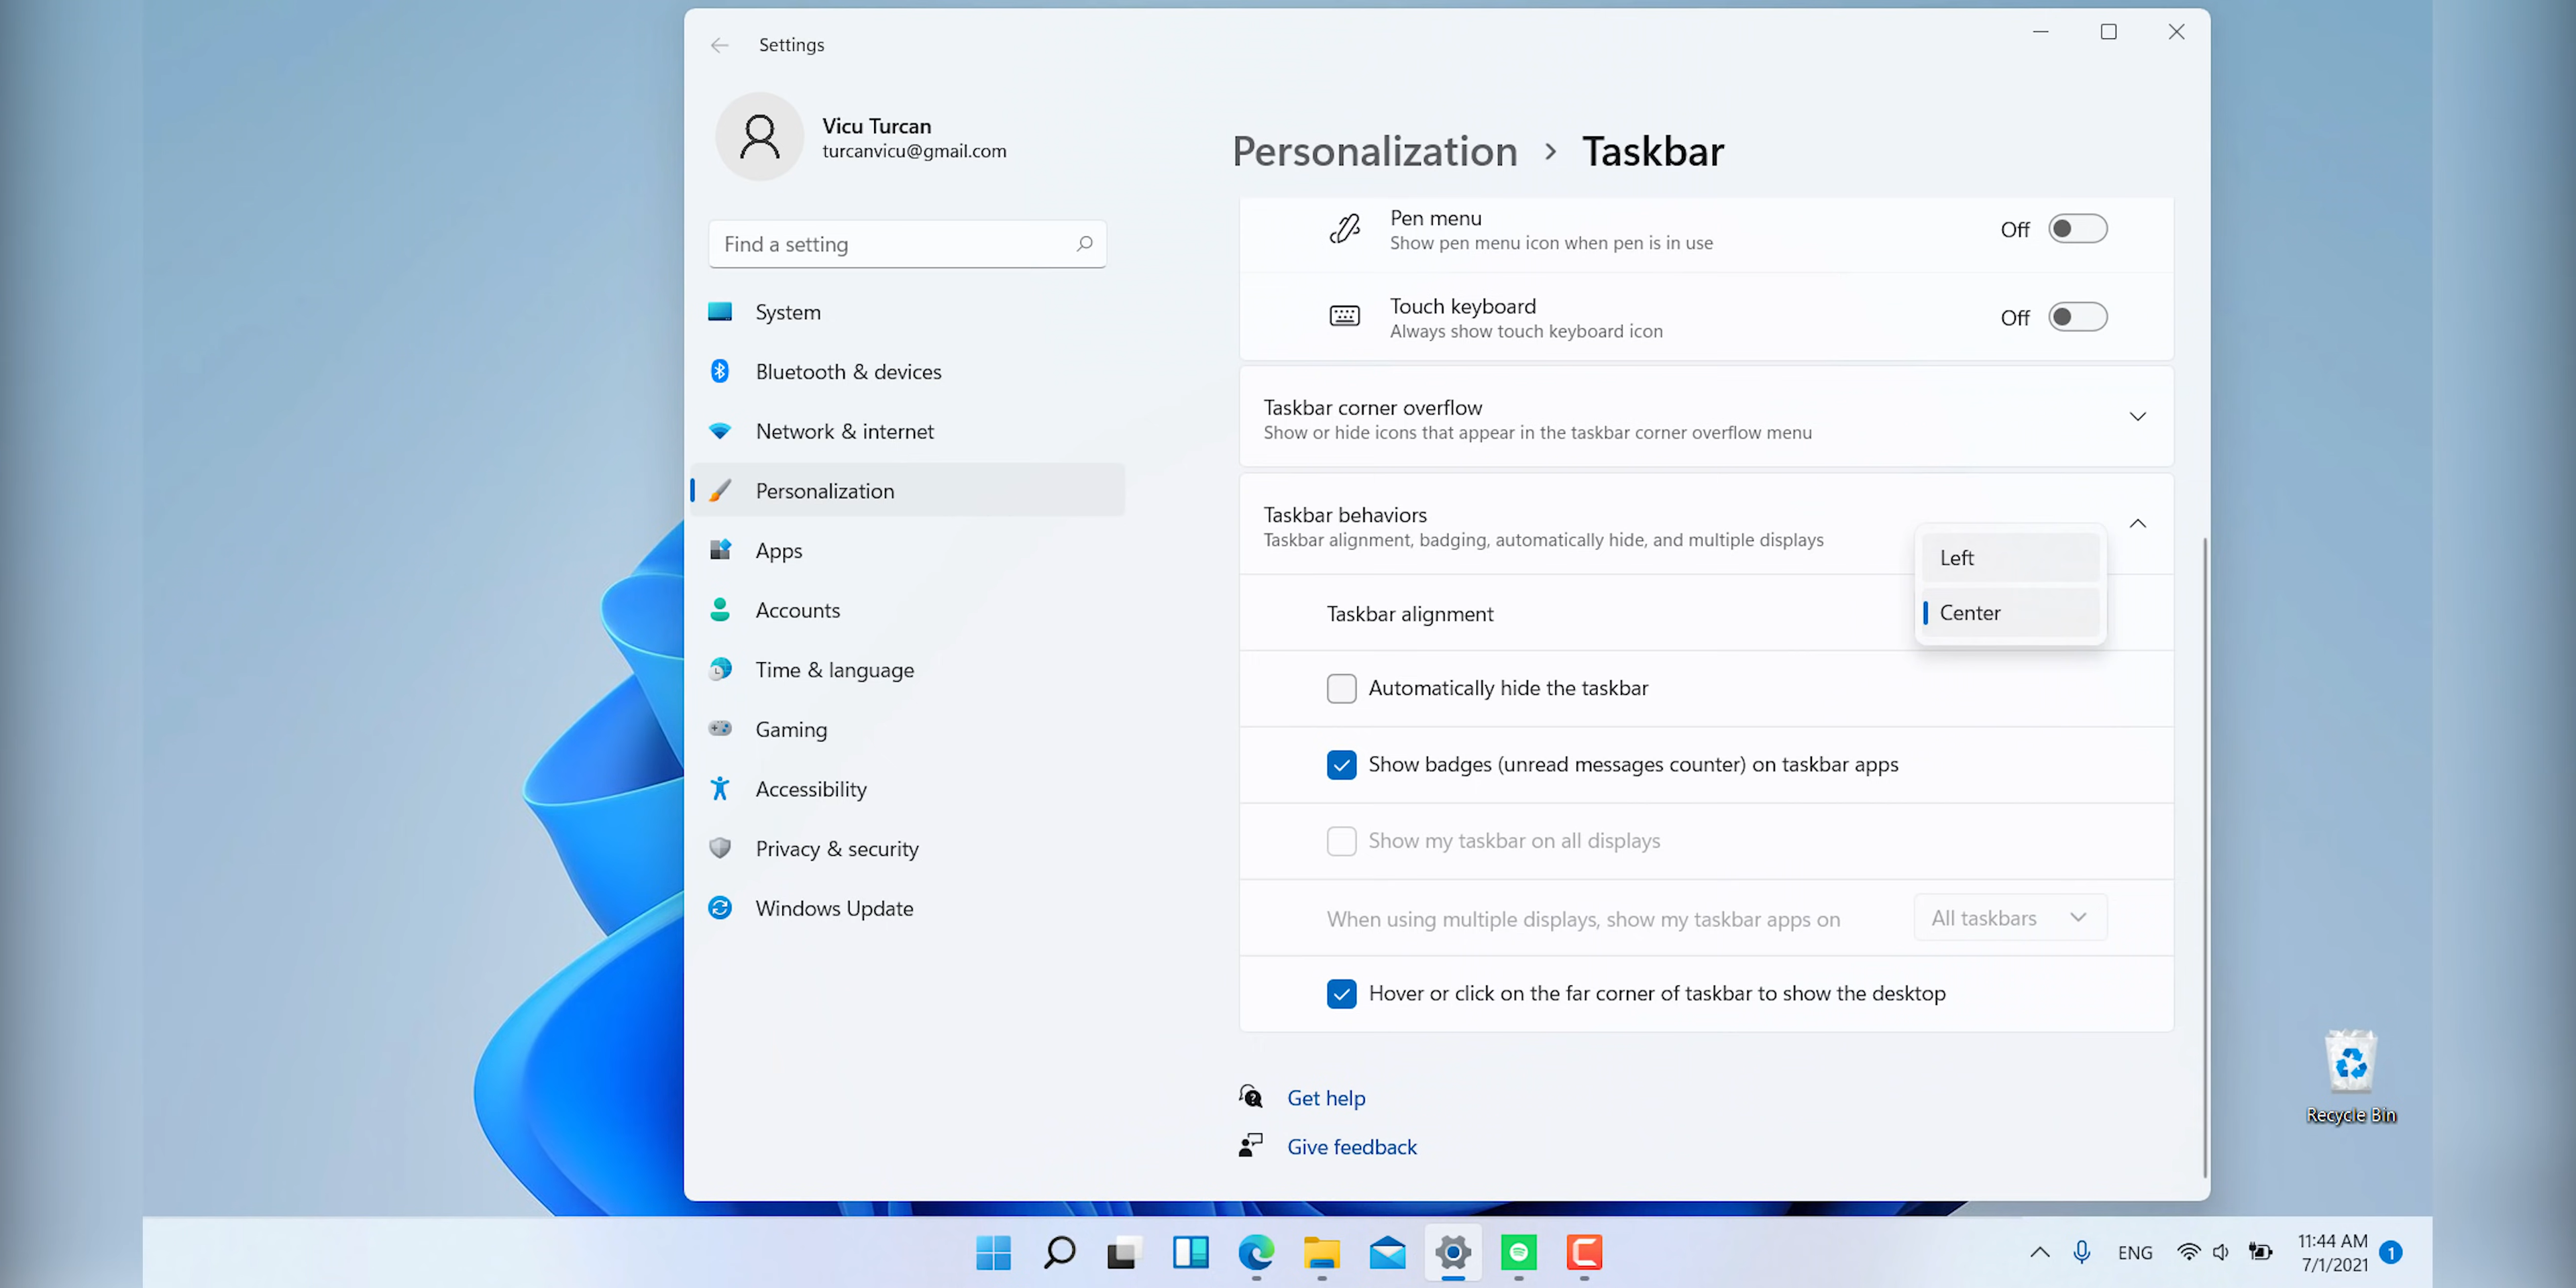 Settings
Vicu Turcan
turcanvicu@gmail.com
Find a setting
System
Bluetooth & devices
Network & internet
Personalization
Apps
Accounts
Time & language
Gaming
Accessibility
Privacy & security
Windows Update
Personalization > Taskbar
Pen menu
Show pen menu icon when pen is in use
Off
Touch keyboard
Always show touch keyboard icon
Off
Taskbar corner overflow
Show or hide icons that appear in the taskbar corner overflow menu
Taskbar behaviors
Taskbar alignment, badging, automatically hide, and multiple displays
Left
Taskbar alignment
Center
Automatically hide the taskbar
Show badges (unread messages counter) on taskbar apps
Show my taskbar on all displays
When using multiple displays, show my taskbar apps on
All taskbars
Hover or click on the far corner of taskbar to show the desktop
Get help
Give feedback
Recycle Bin
ENG
11:44 AM
7/1/2021
1